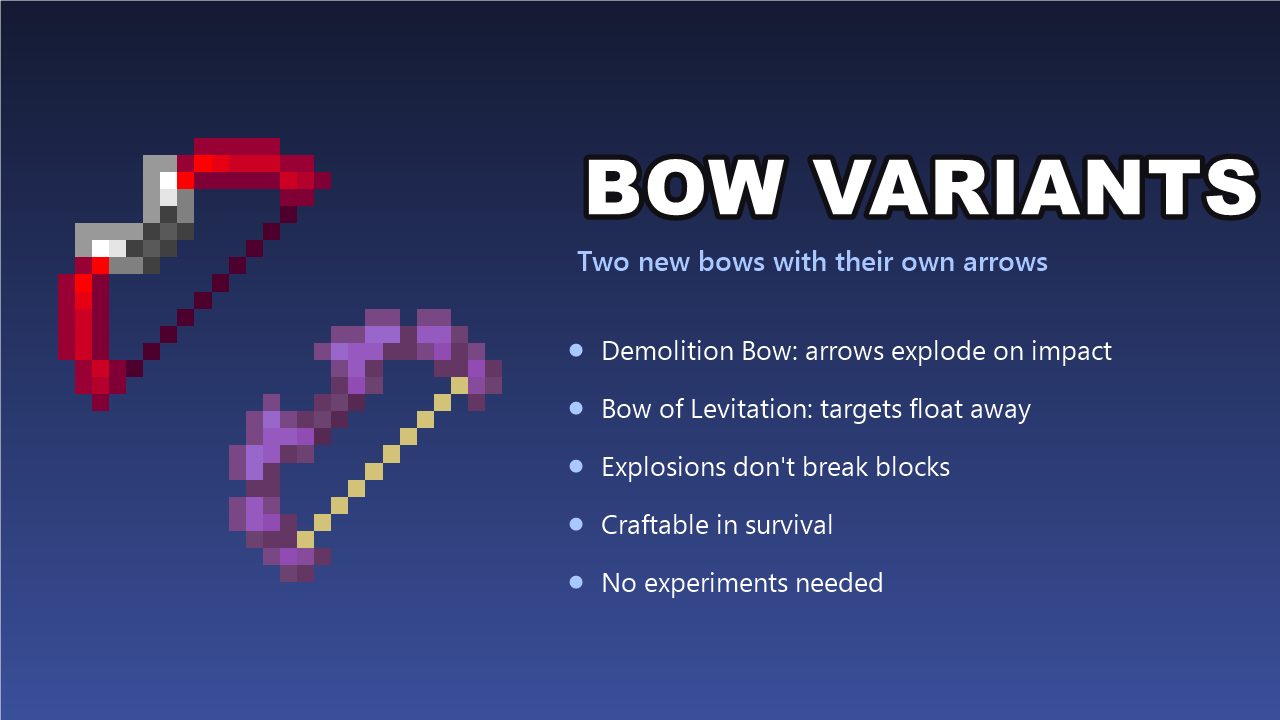 BOW VARIANTS
Two new bows with their own arrows
Demolition Bow: arrows explode on impact
Bow of Levitation: targets float away
Explosions don't break blocks
Craftable in survival
No experiments needed